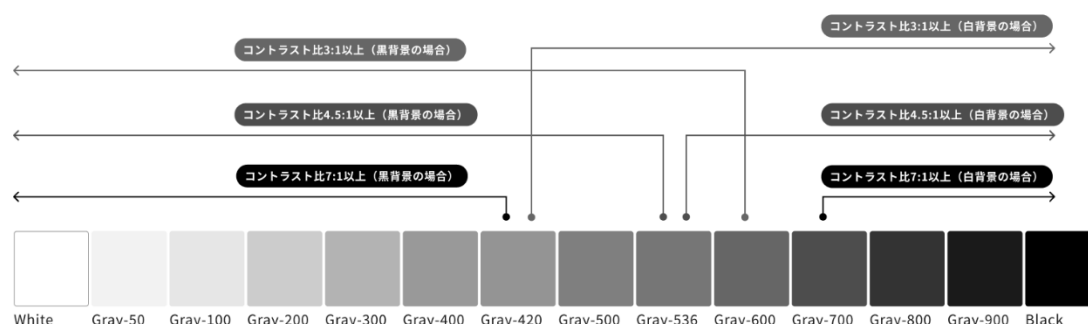 コントラスト比3:1以上（白背景の場合）
コントラスト比3:1以上（黒背景の場合）
コントラスト比4.5:1以上（黒背景の場合）
コントラスト比4.5:1以上（白背景の場合）
コントラスト比7:1以上（黒背景の場合）
コントラスト比7:1以上（白背景の場合）
White Gray-50 Gray-100 Gray-200 Gray-300 Gray-400 Gray-420 Gray-500 Gray-536 Gray-600 Gray-700 Gray-800 Gray-900 Black